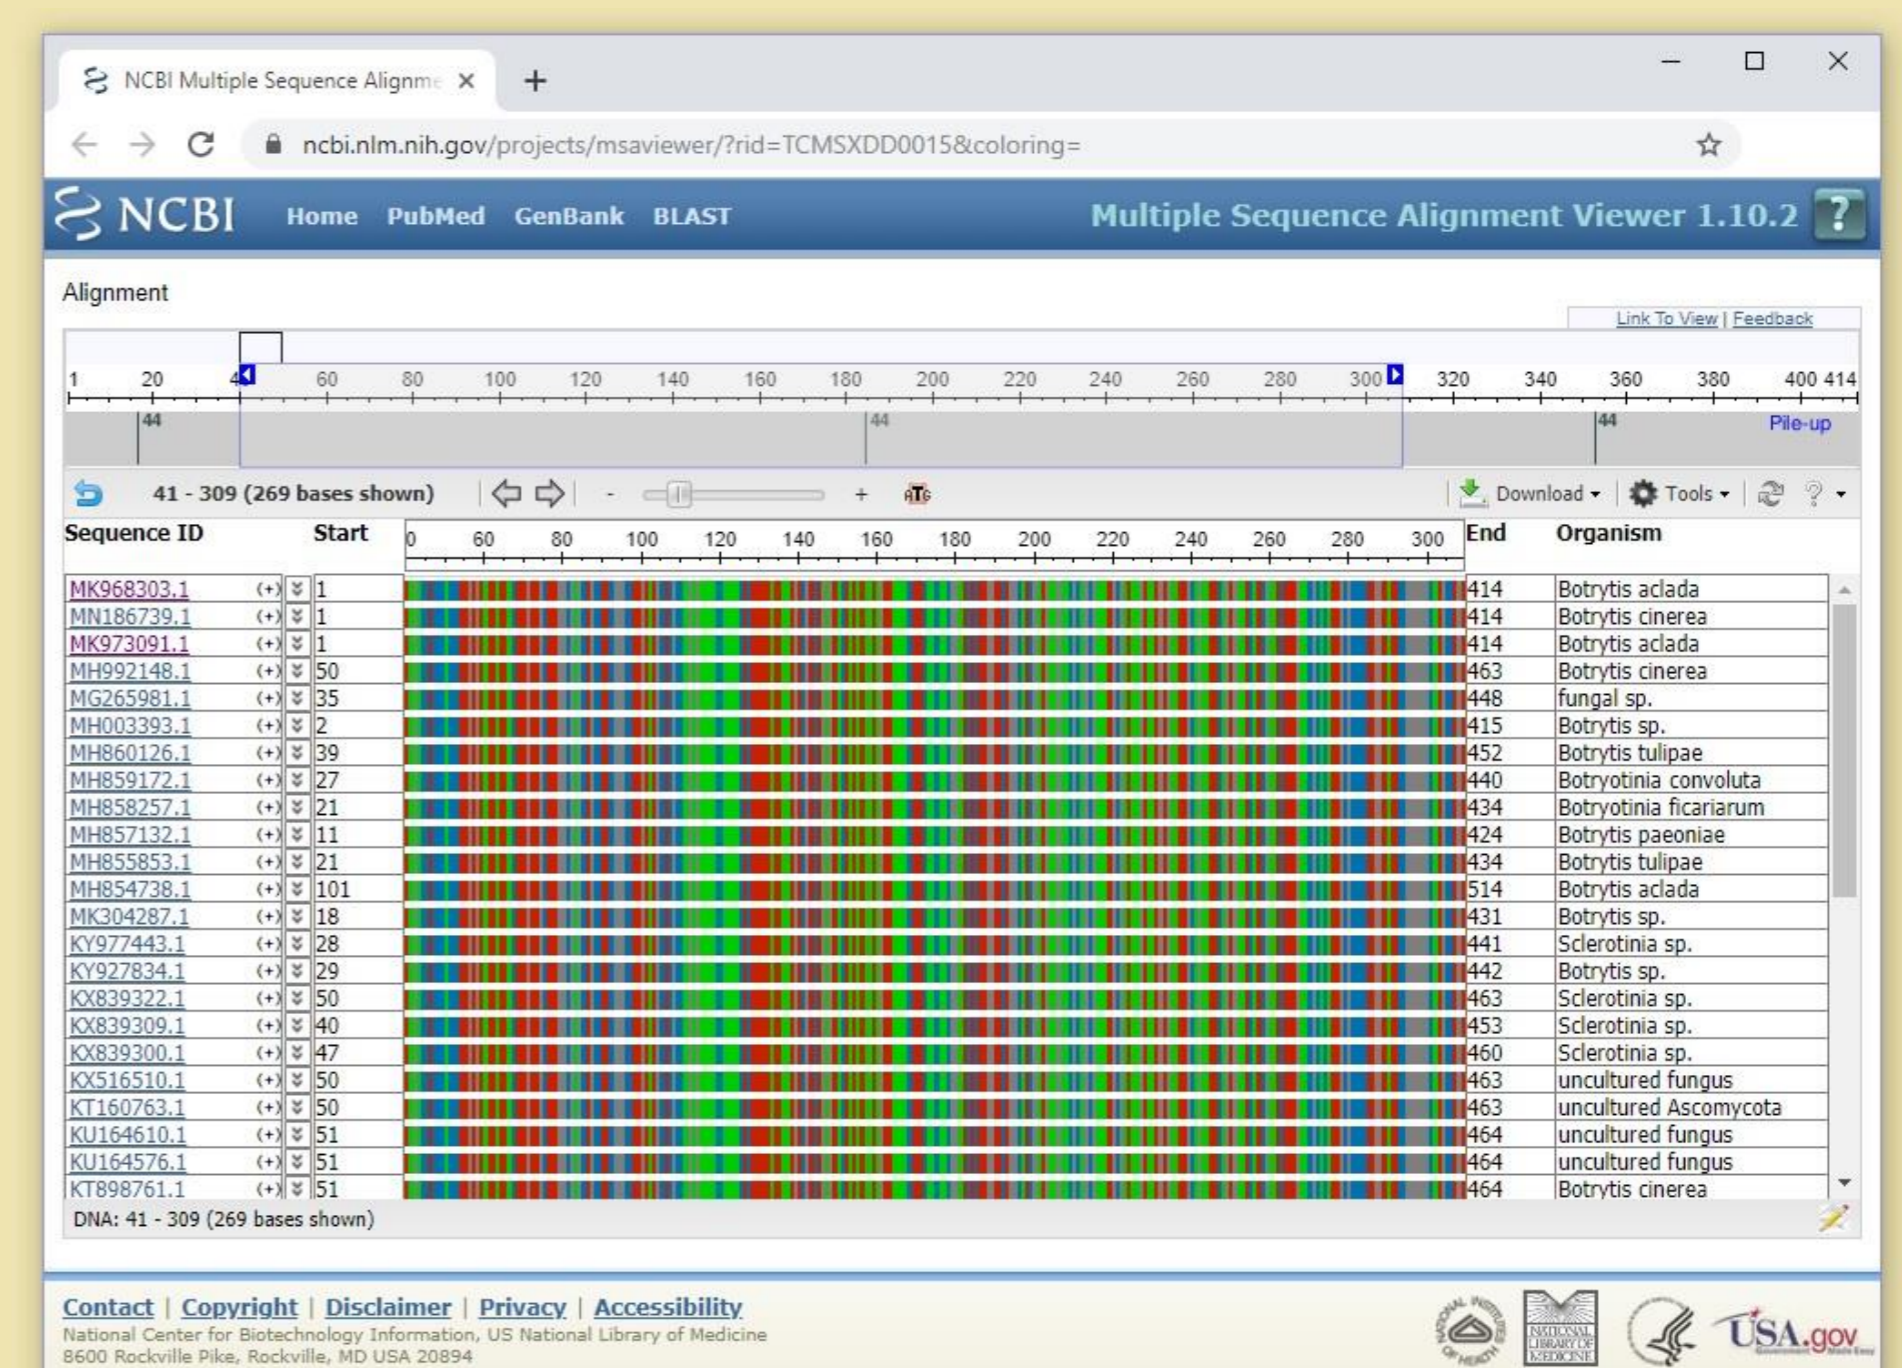 NCBI Multiple Sequence Alignme
ncbi.nlm.nih.gov/projects/msaviewer/?rid=TCMSXDD0015&coloring=
NCBI Home PubMed GenBank BLAST Multiple Sequence Alignment Viewer 1.10.2 ?
Alignment
Link To View | Feedback
1 20 4 60 80 100 120 140 160 180 200 220 240 260 280 300 320 340 360 380 400 414
44 44 44 Pile-up
41 - 309 (269 bases shown) - + ATG Download Tools ?
Sequence ID Start 0 60 80 100 120 140 160 180 200 220 240 260 280 300 End Organism
MK968303.1 (+) 1 414 Botrytis aclada
MN186739.1 (+) 1 414 Botrytis cinerea
MK973091.1 (+) 1 414 Botrytis aclada
MH992148.1 (+) 50 463 Botrytis cinerea
MG265981.1 (+) 35 448 fungal sp.
MH003393.1 (+) 2 415 Botrytis sp.
MH860126.1 (+) 39 452 Botrytis tulipae
MH859172.1 (+) 27 440 Botryotinia convoluta
MH858257.1 (+) 21 434 Botryotinia ficariarum
MH857132.1 (+) 11 424 Botrytis paeoniae
MH855853.1 (+) 21 434 Botrytis tulipae
MH854738.1 (+) 101 514 Botrytis aclada
MK304287.1 (+) 18 431 Botrytis sp.
KY977443.1 (+) 28 441 Sclerotinia sp.
KY927834.1 (+) 29 442 Botrytis sp.
KX839322.1 (+) 50 463 Sclerotinia sp.
KX839309.1 (+) 40 453 Sclerotinia sp.
KX839300.1 (+) 47 460 Sclerotinia sp.
KX516510.1 (+) 50 463 uncultured fungus
KT160763.1 (+) 50 463 uncultured Ascomycota
KU164610.1 (+) 51 464 uncultured fungus
KU164576.1 (+) 51 464 uncultured fungus
KT898761.1 (+) 51 464 Botrytis cinerea
DNA: 41 - 309 (269 bases shown)
Contact | Copyright | Disclaimer | Privacy | Accessibility
National Center for Biotechnology Information, US National Library of Medicine
8600 Rockville Pike, Rockville, MD USA 20894
NATIONAL INSTITUTES OF HEALTH
NATIONAL LIBRARY OF MEDICINE
USA.gov